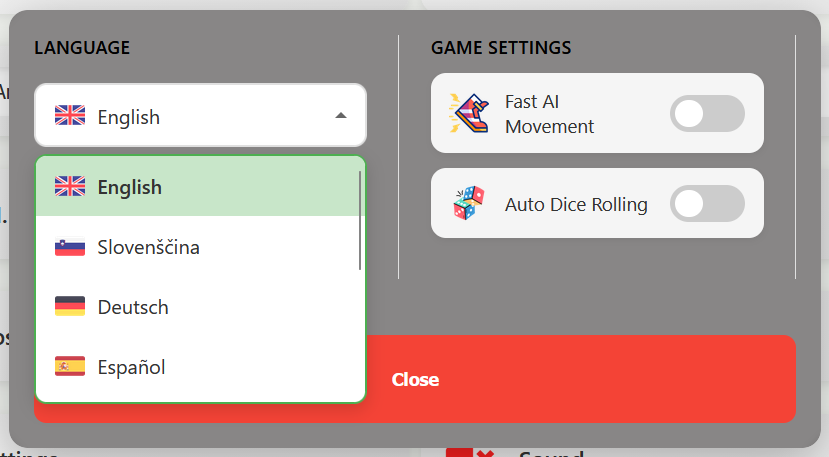 LANGUAGE
English
English
Slovenščina
Deutsch
Español
GAME SETTINGS
Fast AI
Movement
Auto Dice Rolling
Close